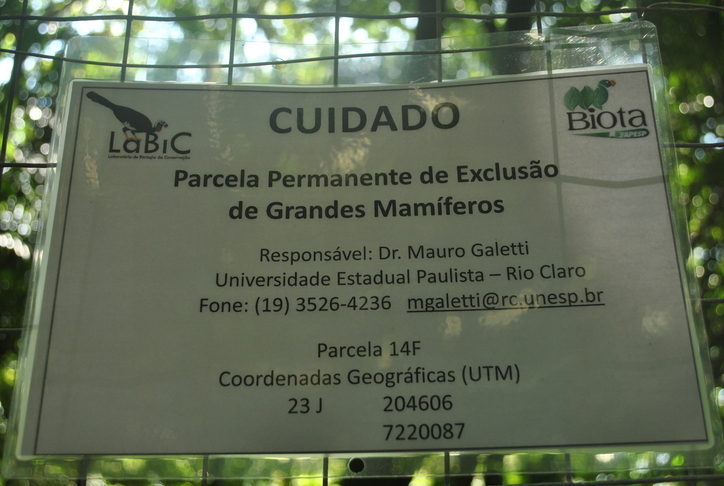 LaBiC
Laboratório de Biologia da Conservação
CUIDADO
Biota
FAPESP
Parcela Permanente de Exclusão
de Grandes Mamíferos
Responsável: Dr. Mauro Galetti
Universidade Estadual Paulista – Rio Claro
Fone: (19) 3526-4236 mgaletti@rc.unesp.br
Parcela 14F
Coordenadas Geográficas (UTM)
23 J 204606
7220087